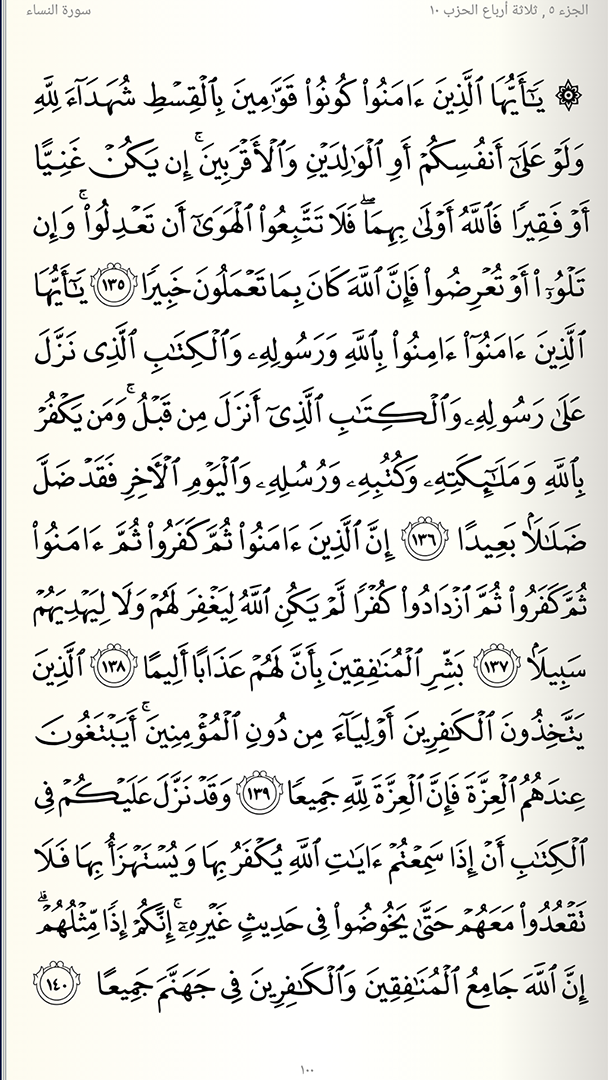 الجزء ٥, ثلاثة أرباع الحزب ١٠ سورة النساء
۞ يَـٰٓأَيُّهَا ٱلَّذِينَ ءَامَنُوا۟ كُونُوا۟ قَوَّٰمِينَ بِٱلْقِسْطِ شُهَدَآءَ لِلَّهِ
وَلَوْ عَلَىٰٓ أَنفُسِكُمْ أَوِ ٱلْوَٰلِدَيْنِ وَٱلْأَقْرَبِينَ ۚ إِن يَكُنْ غَنِيًّا
أَوْ فَقِيرًا فَٱللَّهُ أَوْلَىٰ بِهِمَا ۖ فَلَا تَتَّبِعُوا۟ ٱلْهَوَىٰٓ أَن تَعْدِلُوا۟ ۚ وَإِن
تَلْوُۥٓا۟ أَوْ تُعْرِضُوا۟ فَإِنَّ ٱللَّهَ كَانَ بِمَا تَعْمَلُونَ خَبِيرًا ١٣٥ يَـٰٓأَيُّهَا
ٱلَّذِينَ ءَامَنُوٓا۟ ءَامِنُوا۟ بِٱللَّهِ وَرَسُولِهِۦ وَٱلْكِتَـٰبِ ٱلَّذِى نَزَّلَ
عَلَىٰ رَسُولِهِۦ وَٱلْكِتَـٰبِ ٱلَّذِىٓ أَنزَلَ مِن قَبْلُ ۚ وَمَن يَكْفُرْ
بِٱللَّهِ وَمَلَـٰٓئِكَتِهِۦ وَكُتُبِهِۦ وَرُسُلِهِۦ وَٱلْيَوْمِ ٱلْـَٔاخِرِ فَقَدْ ضَلَّ
ضَلَـٰلًۢا بَعِيدًا ١٣٦ إِنَّ ٱلَّذِينَ ءَامَنُوا۟ ثُمَّ كَفَرُوا۟ ثُمَّ ءَامَنُوا۟
ثُمَّ كَفَرُوا۟ ثُمَّ ٱزْدَادُوا۟ كُفْرًا لَّمْ يَكُنِ ٱللَّهُ لِيَغْفِرَ لَهُمْ وَلَا لِيَهْدِيَهُمْ
سَبِيلًۢا ١٣٧ بَشِّرِ ٱلْمُنَـٰفِقِينَ بِأَنَّ لَهُمْ عَذَابًا أَلِيمًا ١٣٨ ٱلَّذِينَ
يَتَّخِذُونَ ٱلْكَـٰفِرِينَ أَوْلِيَآءَ مِن دُونِ ٱلْمُؤْمِنِينَ ۚ أَيَبْتَغُونَ
عِندَهُمُ ٱلْعِزَّةَ فَإِنَّ ٱلْعِزَّةَ لِلَّهِ جَمِيعًا ١٣٩ وَقَدْ نَزَّلَ عَلَيْكُمْ فِى
ٱلْكِتَـٰبِ أَنْ إِذَا سَمِعْتُمْ ءَايَـٰتِ ٱللَّهِ يُكْفَرُ بِهَا وَيُسْتَهْزَأُ بِهَا فَلَا
تَقْعُدُوا۟ مَعَهُمْ حَتَّىٰ يَخُوضُوا۟ فِى حَدِيثٍ غَيْرِهِۦٓ ۚ إِنَّكُمْ إِذًا مِّثْلُهُمْ ۗ
إِنَّ ٱللَّهَ جَامِعُ ٱلْمُنَـٰفِقِينَ وَٱلْكَـٰفِرِينَ فِى جَهَنَّمَ جَمِيعًا ١٤٠
١٠٠